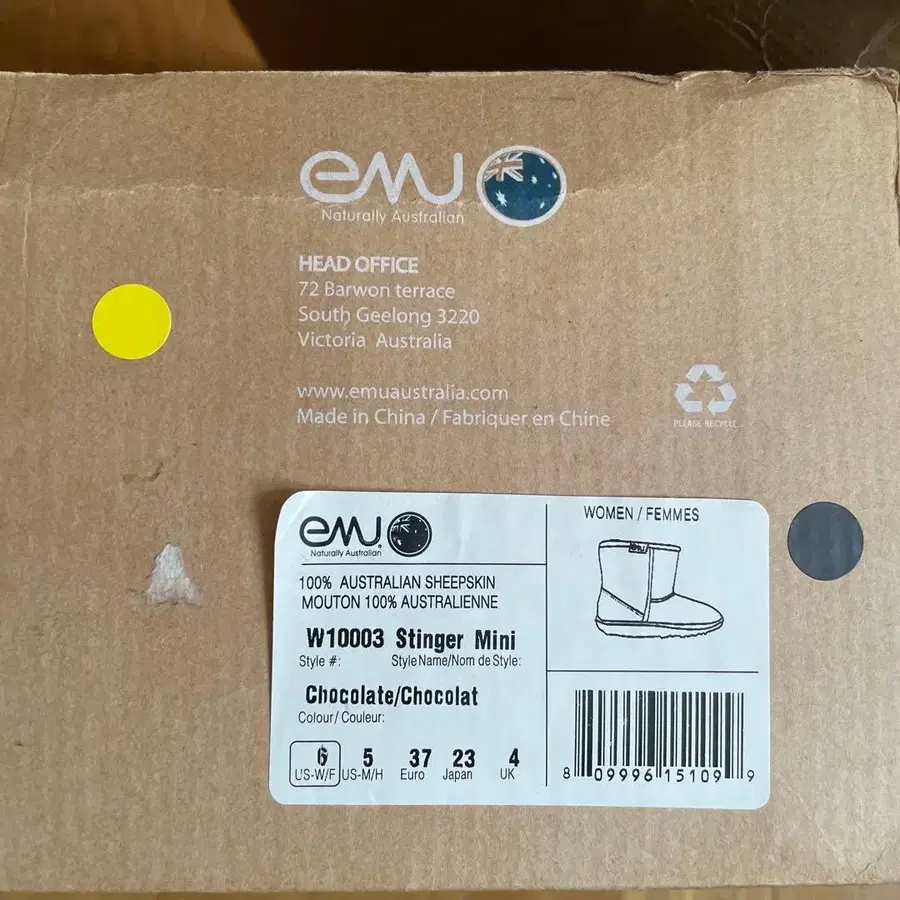 emu
Naturally Australian
HEAD OFFICE
72 Barwon terrace
South Geelong 3220
Victoria Australia
www.emuaustralia.com
Made in China / Fabriquer en Chine
PLEASE RECYCLE
emu
Naturally Australian
100% AUSTRALIAN SHEEPSKIN
MOUTON 100% AUSTRALIENNE
W10003 Stinger Mini
Style #: Style Name/Nom de Style:
Chocolate/Chocolat
Colour/ Couleur:
6 5 37 23 4
US-W/F US-M/H Euro Japan UK
WOMEN / FEMMES
emu
8 09996 15109 9